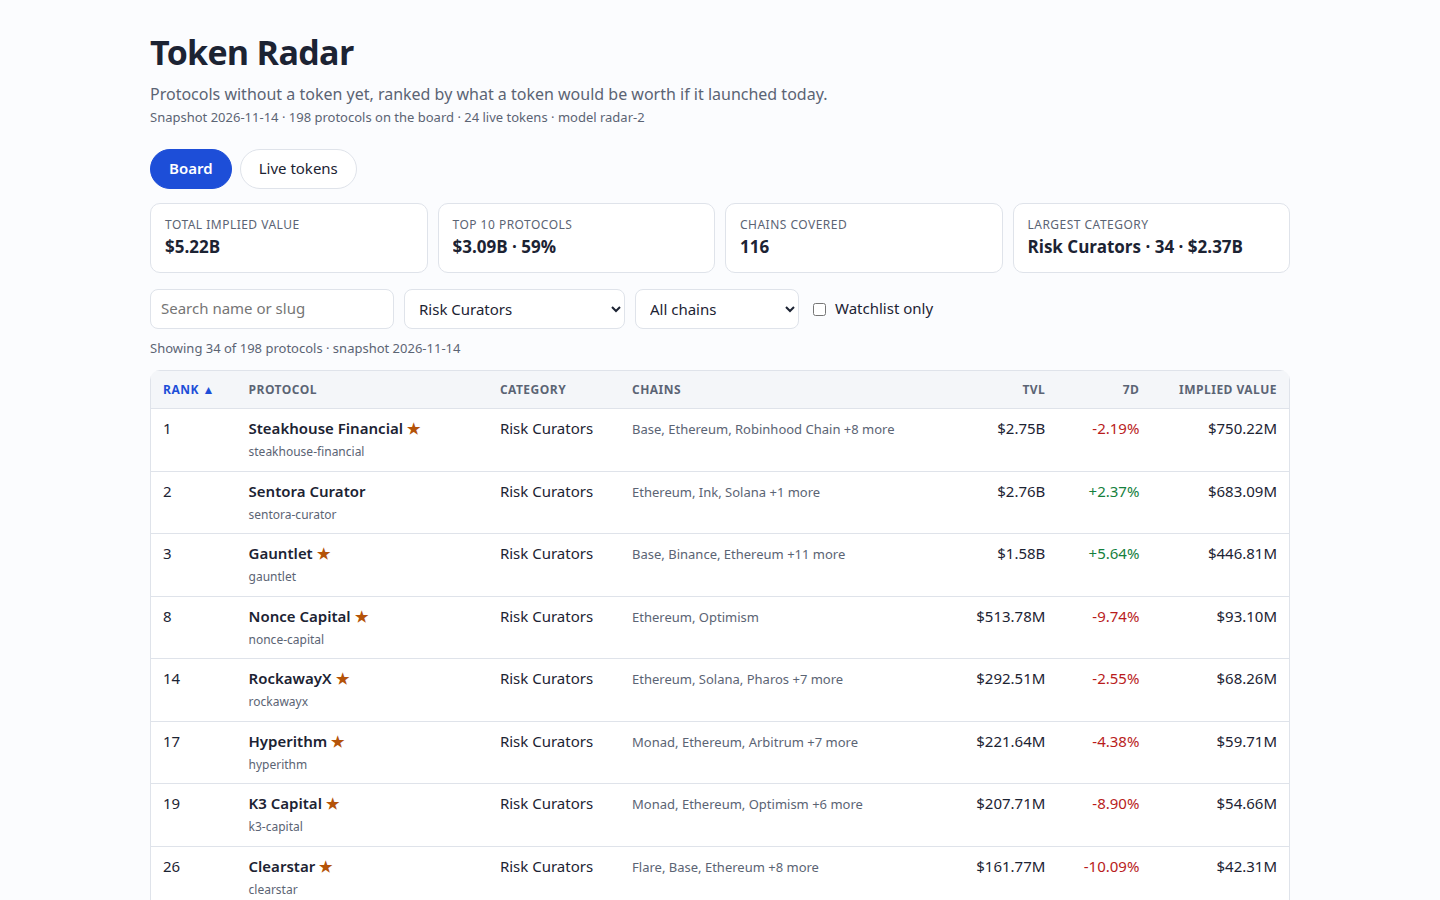 Token Radar
Protocols without a token yet, ranked by what a token would be worth if it launched today.
Snapshot 2026-11-14 · 198 protocols on the board · 24 live tokens · model radar-2
Board Live tokens
TOTAL IMPLIED VALUE TOP 10 PROTOCOLS CHAINS COVERED LARGEST CATEGORY
$5.22B $3.09B · 59% 116 Risk Curators · 34 · $2.37B
Search name or slug Risk Curators All chains Watchlist only
Showing 34 of 198 protocols · snapshot 2026-11-14
RANK ▲ PROTOCOL CATEGORY CHAINS TVL 7D IMPLIED VALUE
1 Steakhouse Financial ★ Risk Curators Base, Ethereum, Robinhood Chain +8 more $2.75B -2.19% $750.22M
steakhouse-financial
2 Sentora Curator Risk Curators Ethereum, Ink, Solana +1 more $2.76B +2.37% $683.09M
sentora-curator
3 Gauntlet ★ Risk Curators Base, Binance, Ethereum +11 more $1.58B +5.64% $446.81M
gauntlet
8 Nonce Capital ★ Risk Curators Ethereum, Optimism $513.78M -9.74% $93.10M
nonce-capital
14 RockawayX ★ Risk Curators Ethereum, Solana, Pharos +7 more $292.51M -2.55% $68.26M
rockawayx
17 Hyperithm ★ Risk Curators Monad, Ethereum, Arbitrum +7 more $221.64M -4.38% $59.71M
hyperithm
19 K3 Capital ★ Risk Curators Monad, Ethereum, Optimism +6 more $207.71M -8.90% $54.66M
k3-capital
26 Clearstar ★ Risk Curators Flare, Base, Ethereum +8 more $161.77M -10.09% $42.31M
clearstar